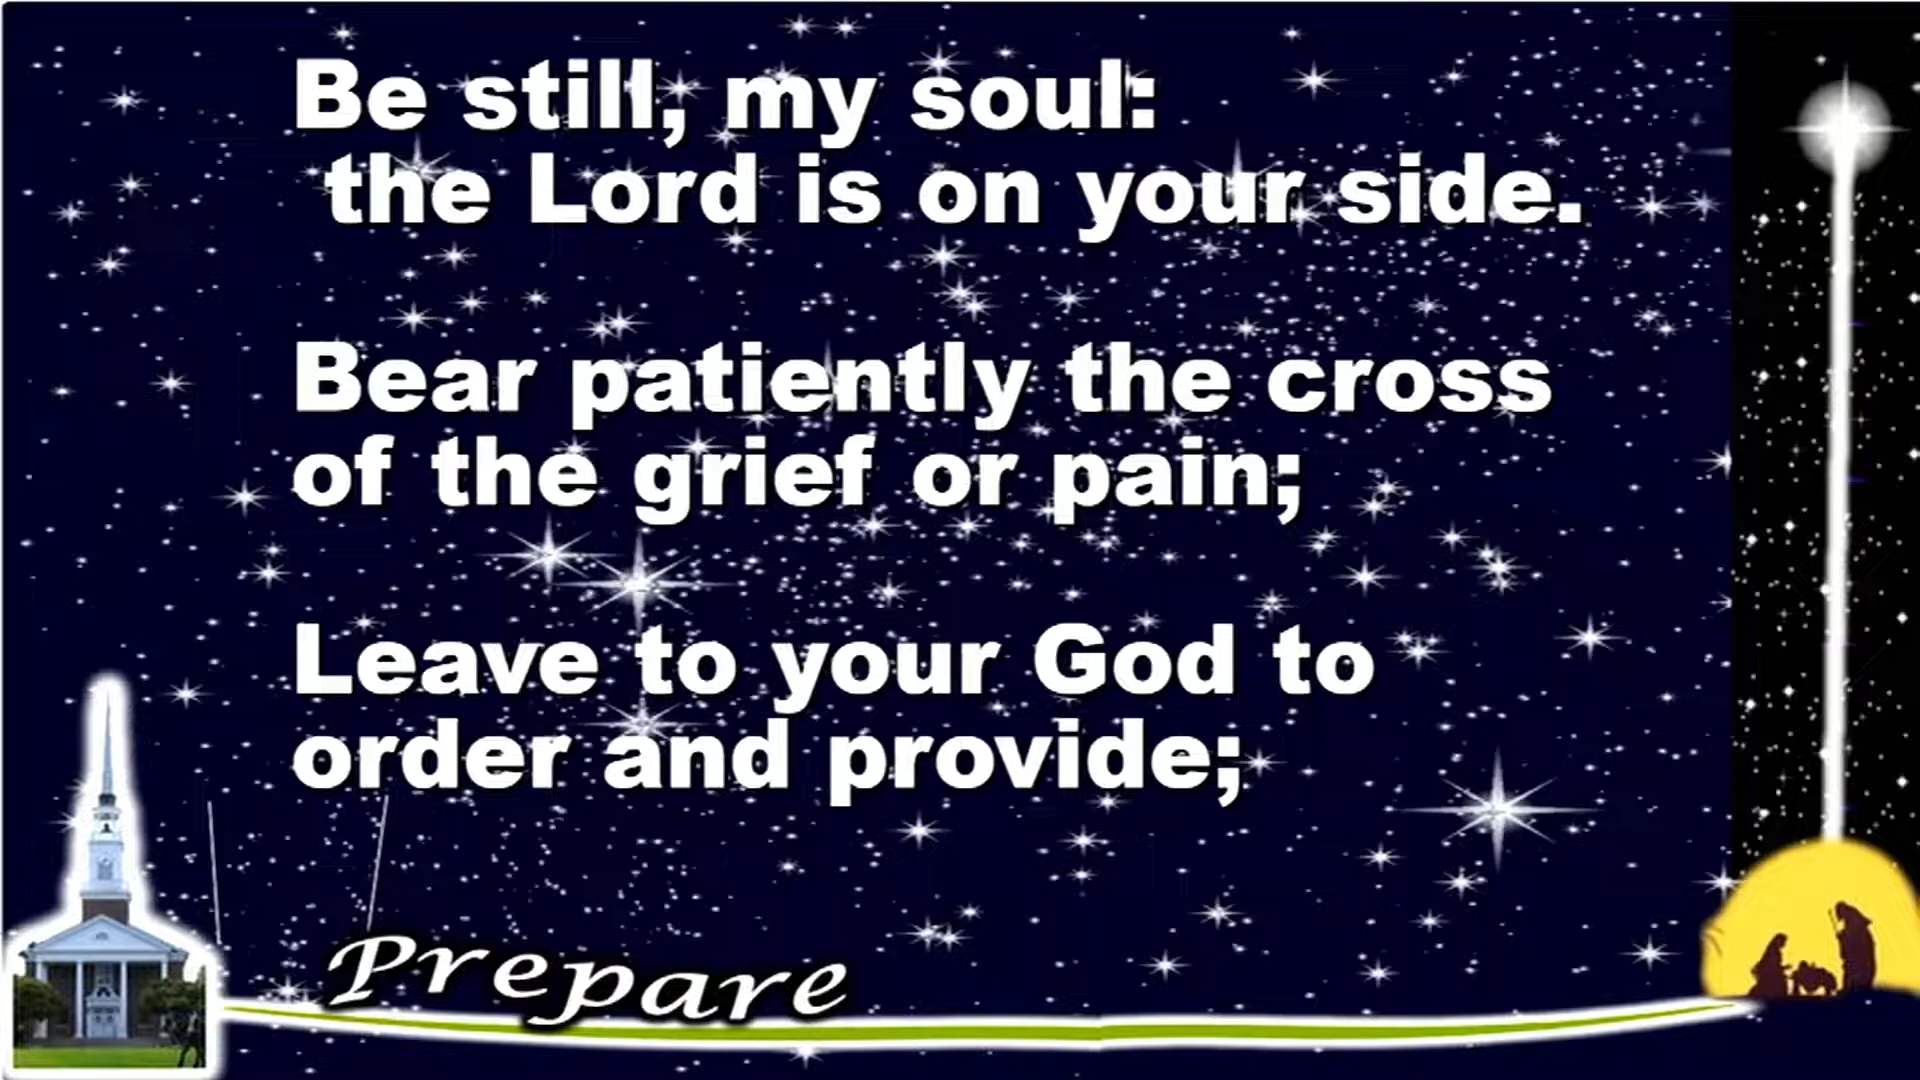 Be still, my soul:
the Lord is on your side.
Bear patiently the cross
of the grief or pain;
Leave to your God to
order and provide;
Prepare